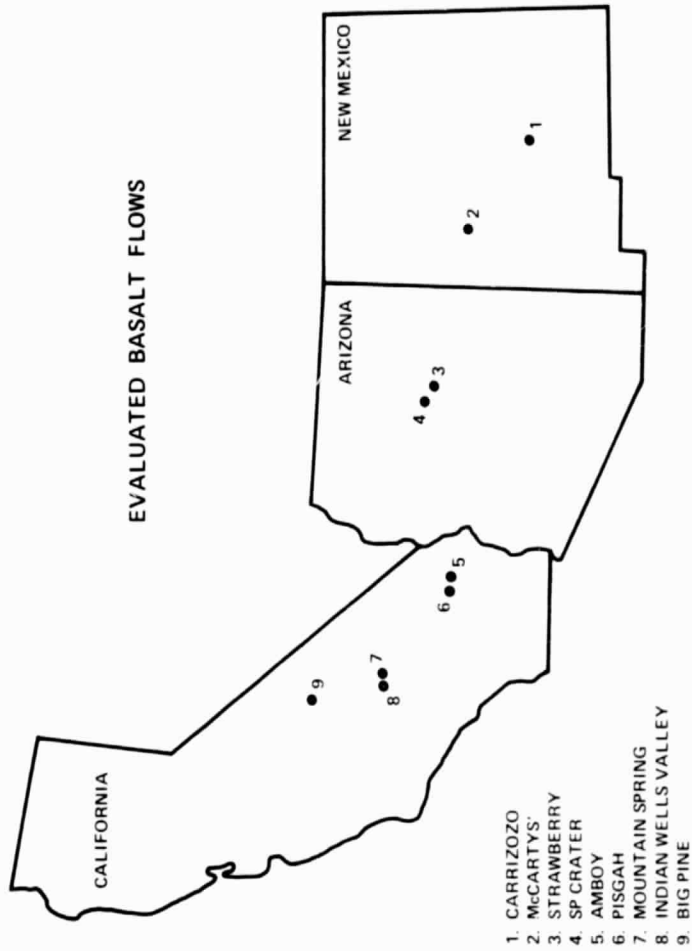 EVALUATED BASALT FLOWS
CALIFORNIA
ARIZONA
NEW MEXICO
9
8
7
6
5
4
3
2
1
1. CARRIZOZO
2. McCARTYS'
3. STRAWBERRY
4. SP CRATER
5. AMBOY
6. PISGAH
7. MOUNTAIN SPRING
8. INDIAN WELLS VALLEY
9. BIG PINE